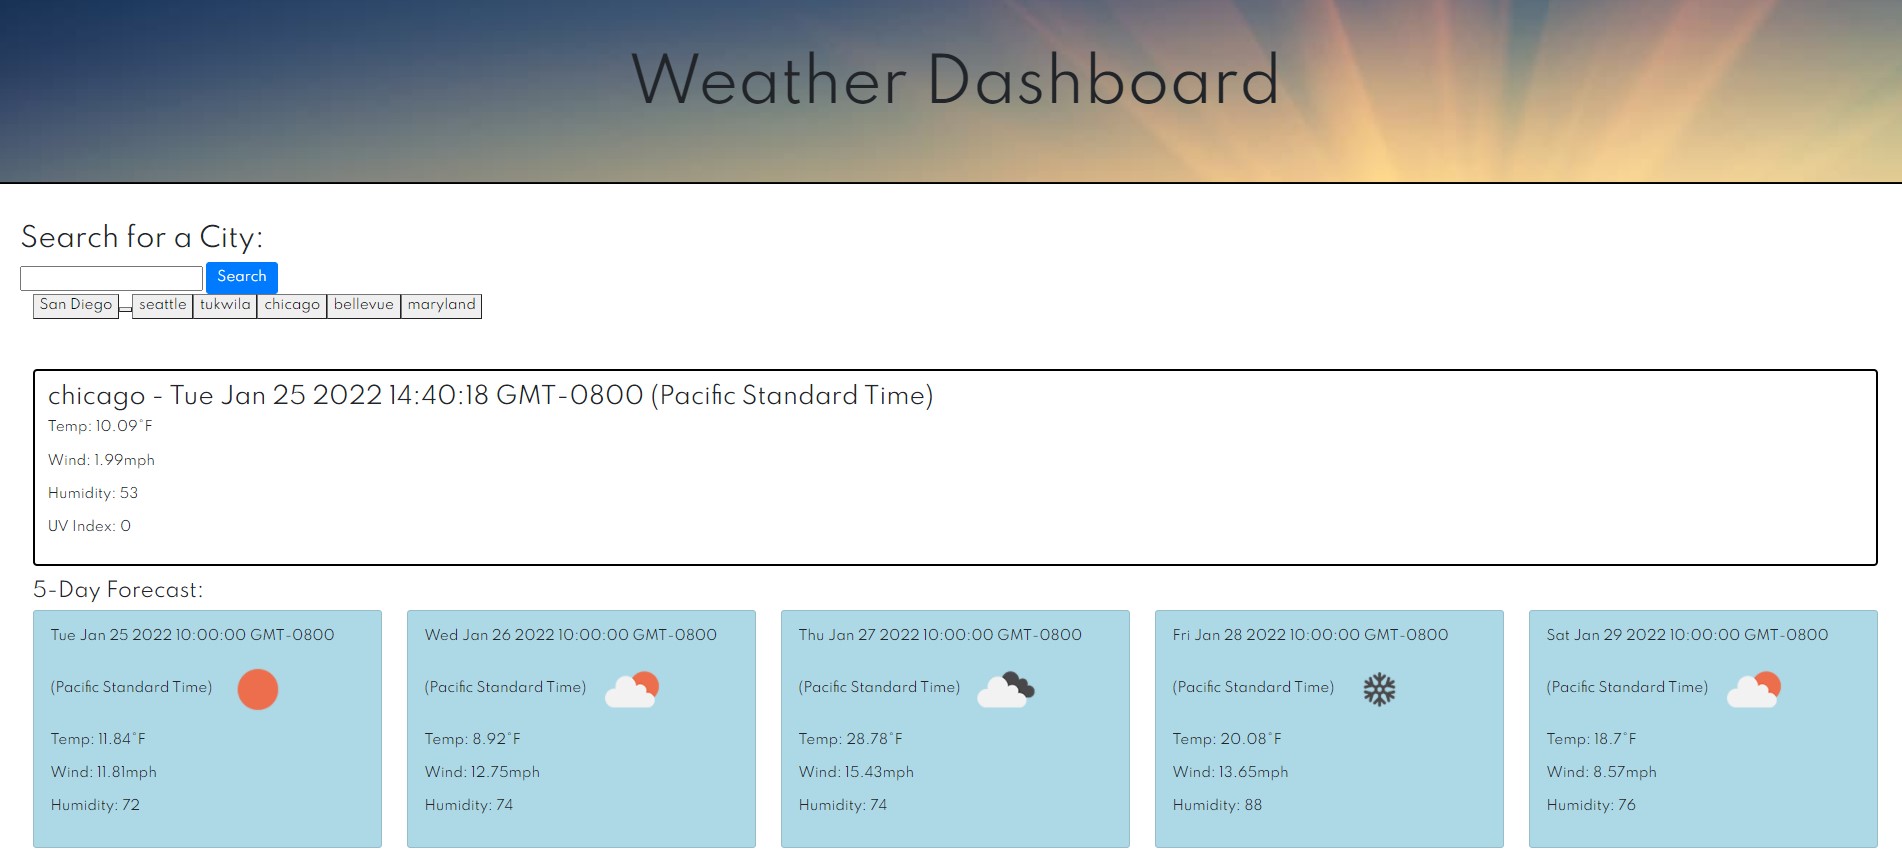 Weather Dashboard
Search for a City:
Search
San Diego seattle tukwila chicago bellevue maryland
chicago - Tue Jan 25 2022 14:40:18 GMT-0800 (Pacific Standard Time)
Temp: 10.09°F
Wind: 1.99mph
Humidity: 53
UV Index: 0
5-Day Forecast:
Tue Jan 25 2022 10:00:00 GMT-0800
(Pacific Standard Time)
Temp: 11.84°F
Wind: 11.81mph
Humidity: 72
Wed Jan 26 2022 10:00:00 GMT-0800
(Pacific Standard Time)
Temp: 8.92°F
Wind: 12.75mph
Humidity: 74
Thu Jan 27 2022 10:00:00 GMT-0800
(Pacific Standard Time)
Temp: 28.78°F
Wind: 15.43mph
Humidity: 74
Fri Jan 28 2022 10:00:00 GMT-0800
(Pacific Standard Time)
Temp: 20.08°F
Wind: 13.65mph
Humidity: 88
Sat Jan 29 2022 10:00:00 GMT-0800
(Pacific Standard Time)
Temp: 18.7°F
Wind: 8.57mph
Humidity: 76